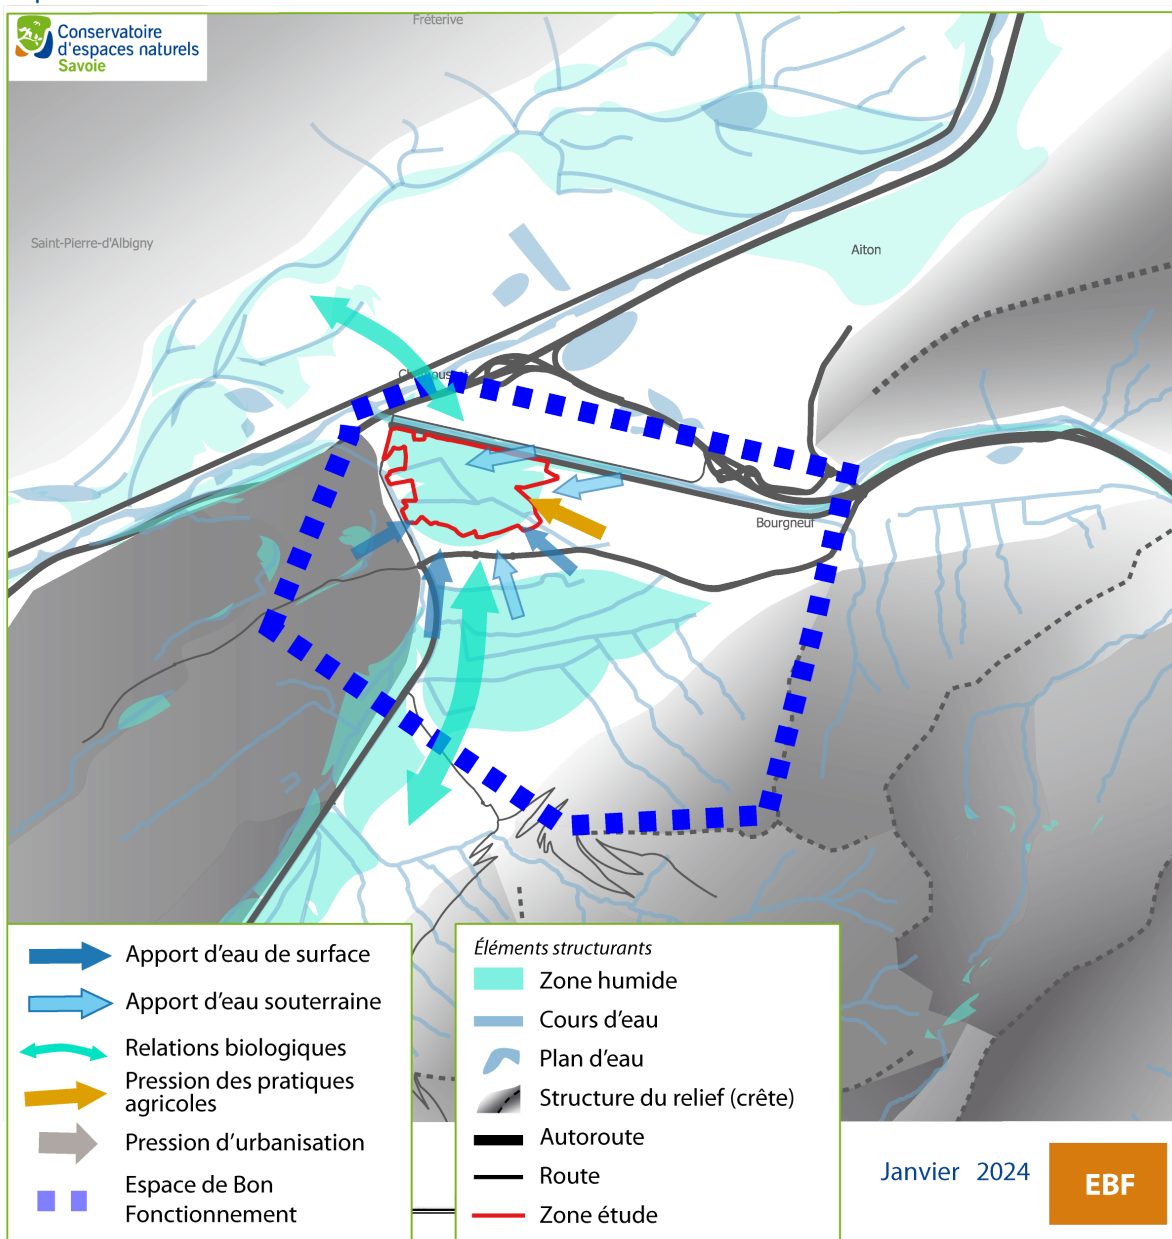 Fréterive
Conservatoire
d'espaces naturels
Savoie
Saint-Pierre-d'Albigny
Aiton
Bourgneuf
Apport d'eau de surface
Apport d'eau souterraine
Relations biologiques
Pression des pratiques
agricoles
Pression d'urbanisation
Espace de Bon
Fonctionnement
Éléments structurants
Zone humide
Cours d'eau
Plan d'eau
Structure du relief (crête)
Autoroute
Route
Zone étude
Janvier 2024
EBF